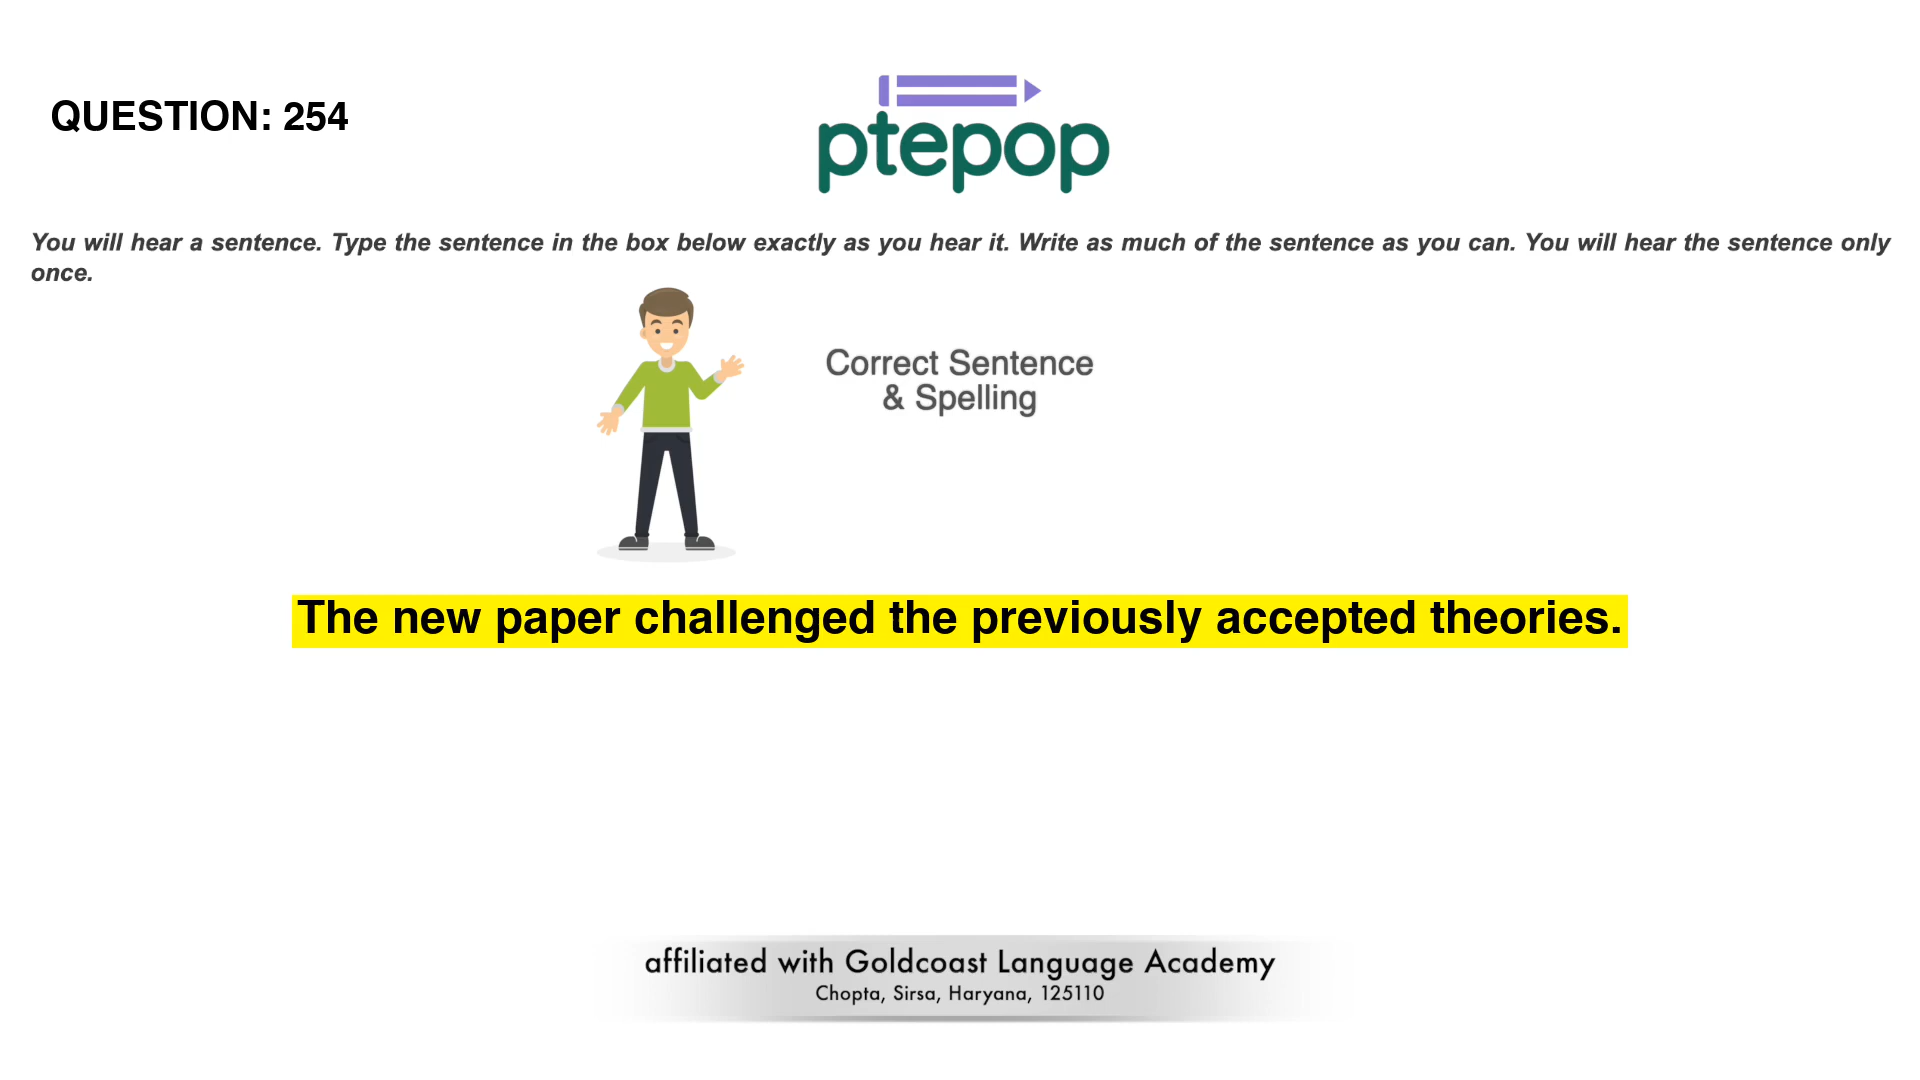 QUESTION: 254
ptepop
You will hear a sentence. Type the sentence in the box below exactly as you hear it. Write as much of the sentence as you can. You will hear the sentence only
once.
Correct Sentence
& Spelling
The new paper challenged the previously accepted theories.
affiliated with Goldcoast Language Academy
Chopta, Sirsa, Haryana, 125110